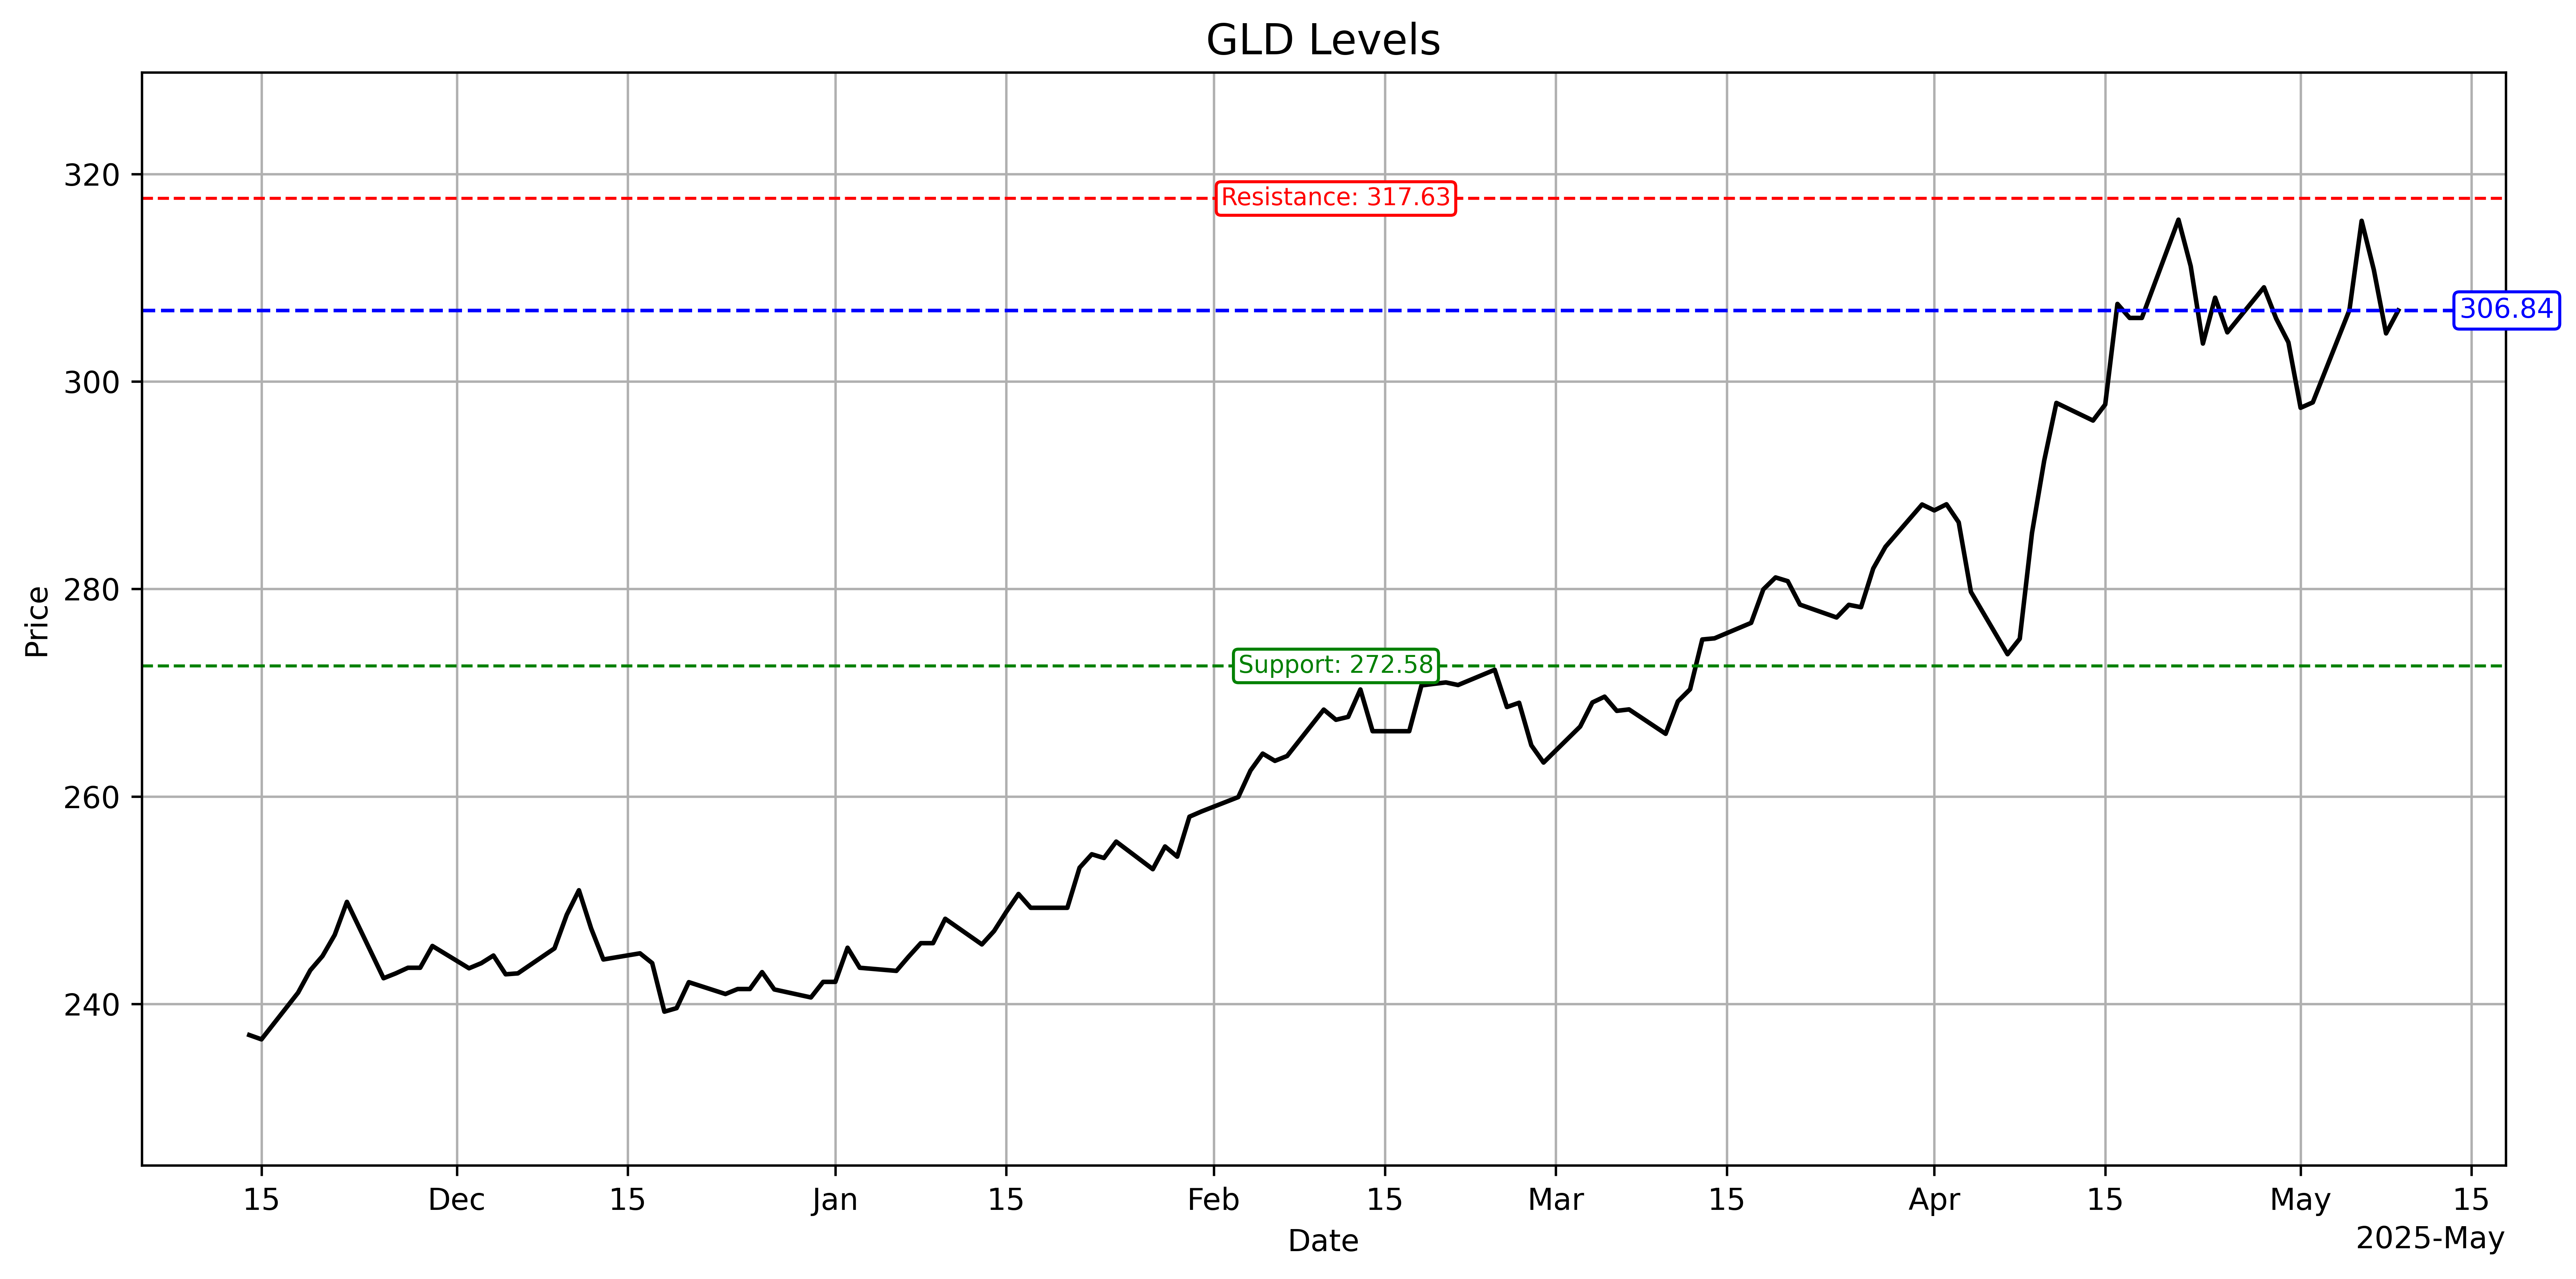 GLD Levels
Price
320
300
280
260
240
Resistance: 317.63
306.84
Support: 272.58
15 Dec 15 Jan 15 Feb 15 Mar 15 Apr 15 May 15
Date
2025-May